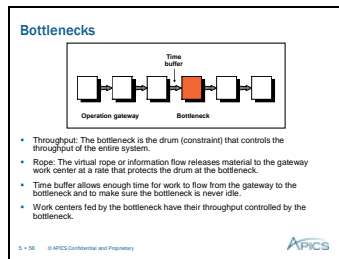 Bottlenecks
Time
buffer
Operation gateway
Bottleneck
• Throughput: The bottleneck is the drum (constraint) that controls the
throughput of the entire system.
• Rope: The virtual rope or information flow releases material to the gateway
work center at a rate that protects the drum at the bottleneck.
• Time buffer allows enough time for work to flow from the gateway to the
bottleneck and to make sure the bottleneck is never idle.
• Work centers fed by the bottleneck have their throughput controlled by the
bottleneck.
5 • 56 © APICS Confidential and Proprietary
APICS